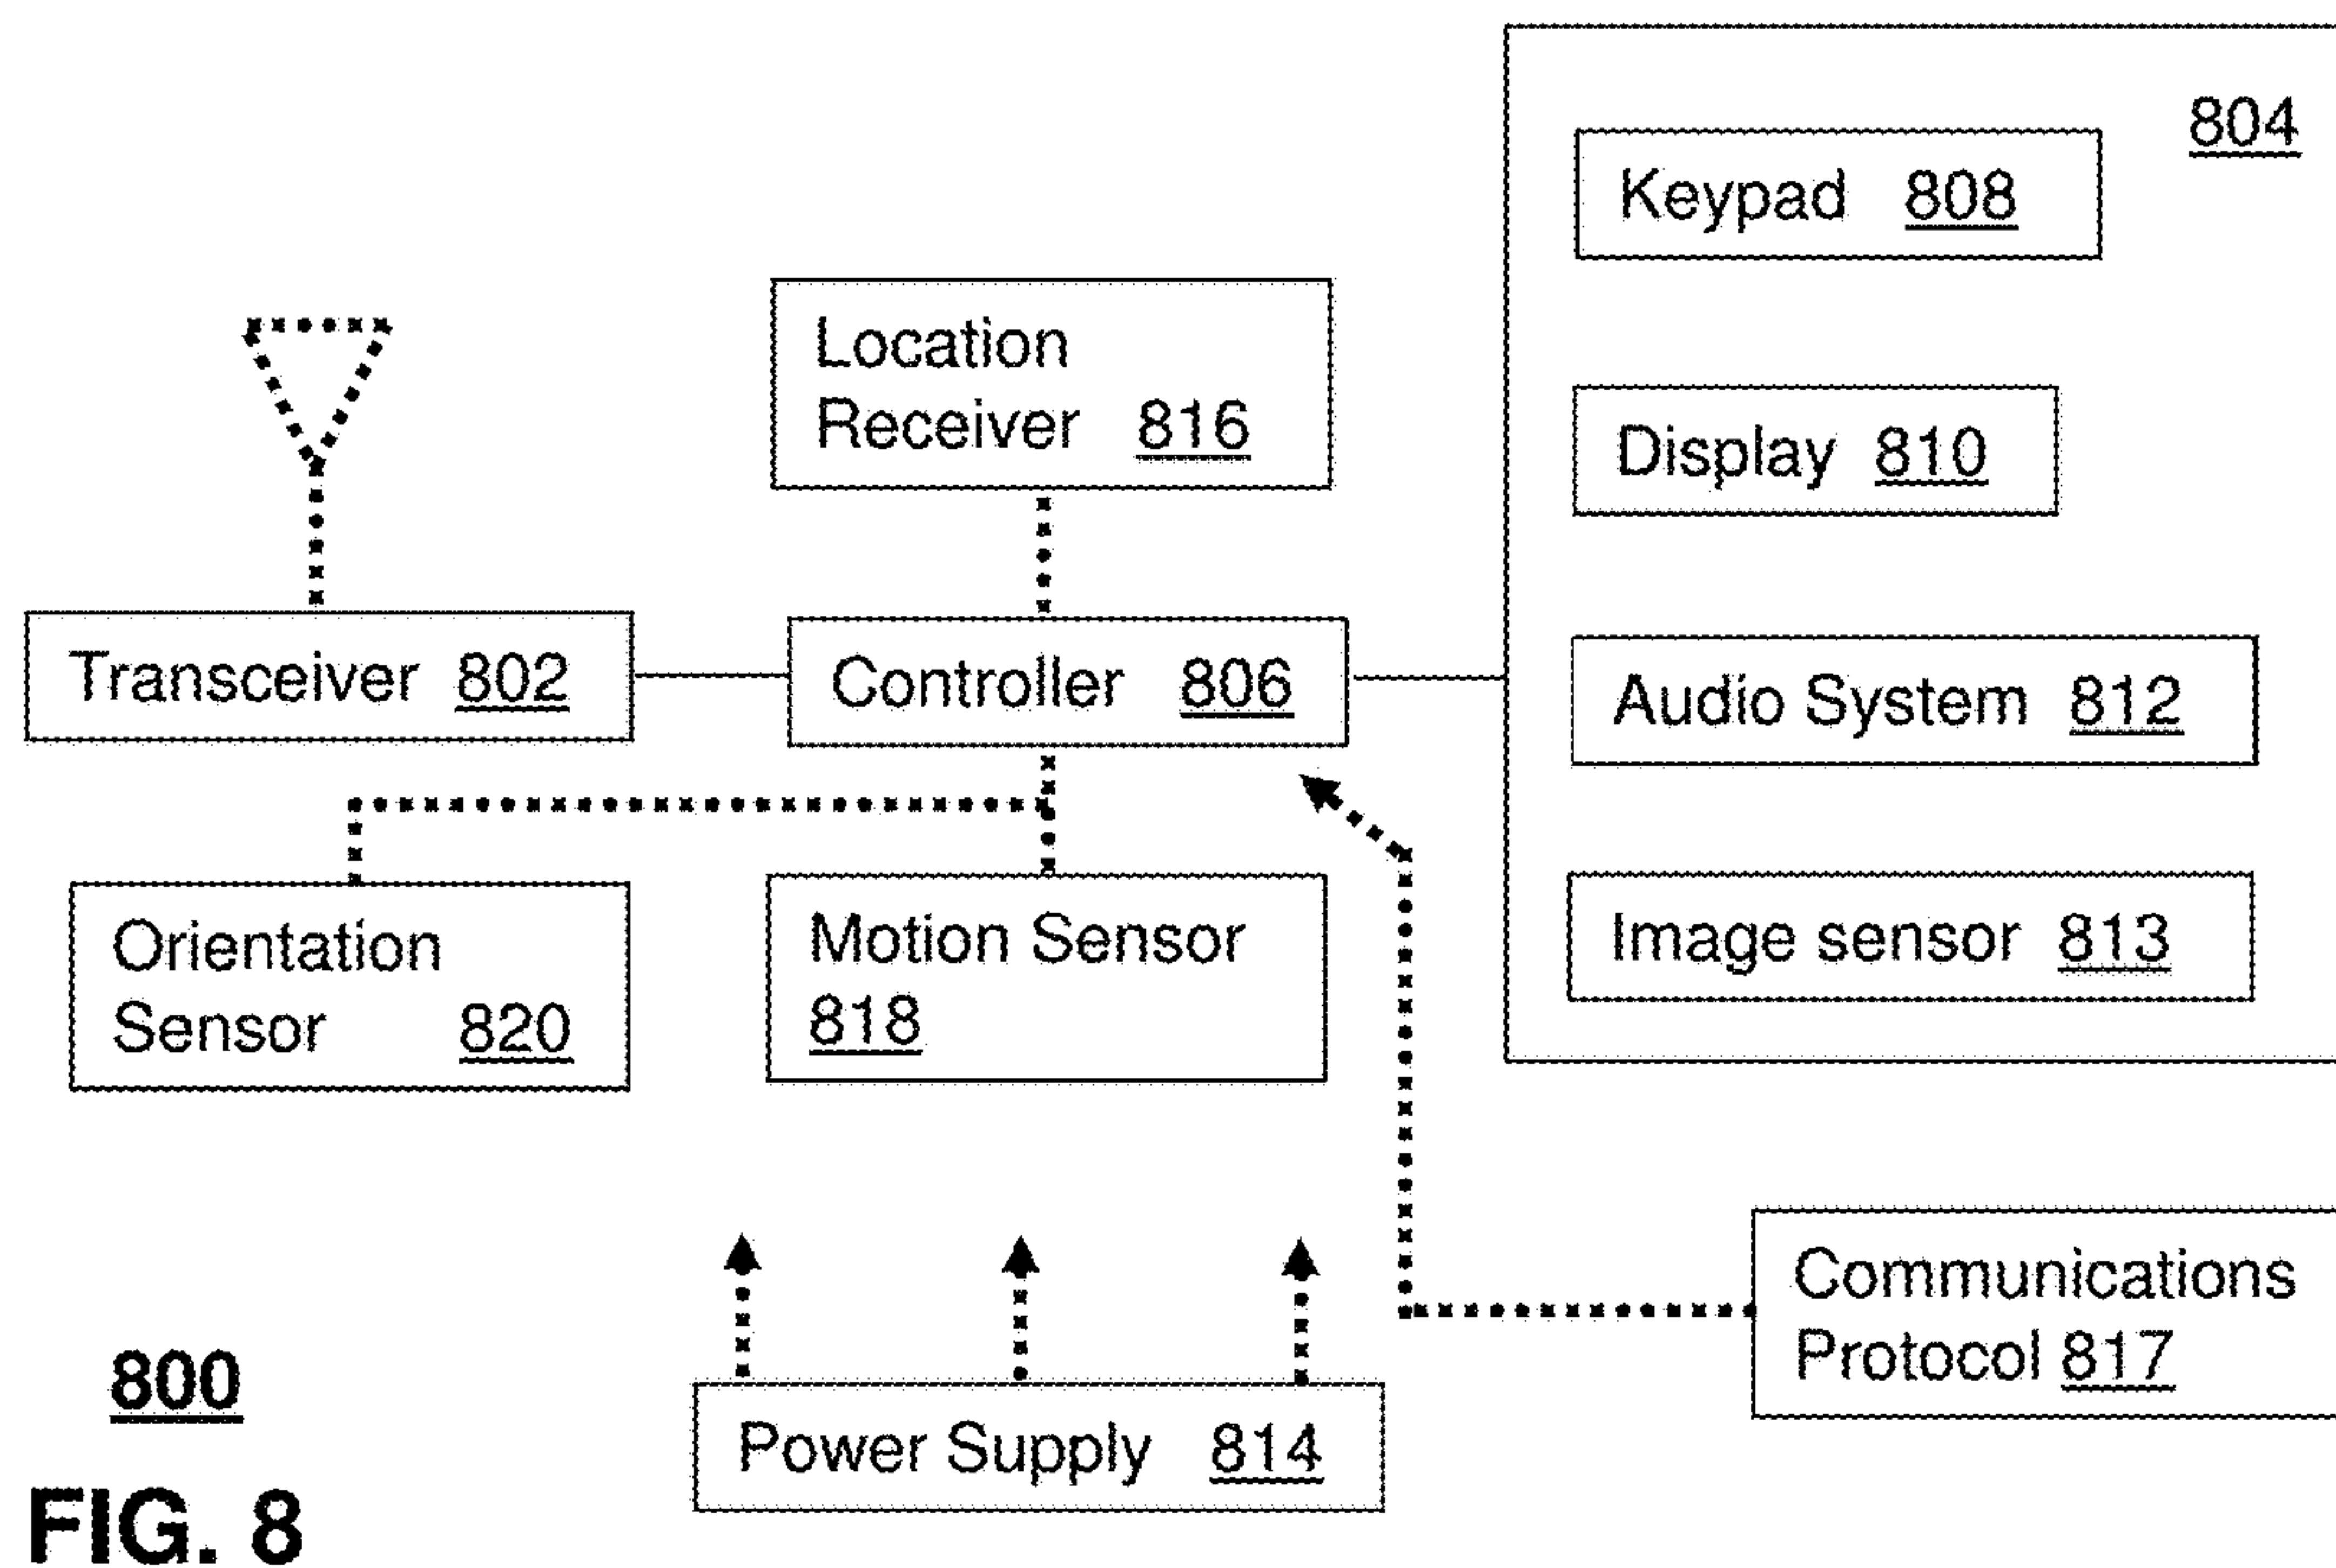 804
Keypad 808
Location
Receiver 816
Display 810
Transceiver 802
Controller 806
Audio System 812
Orientation
Sensor 820
Motion Sensor
818
Image sensor 813
Communications
Protocol 817
800
Power Supply 814
FIG. 8